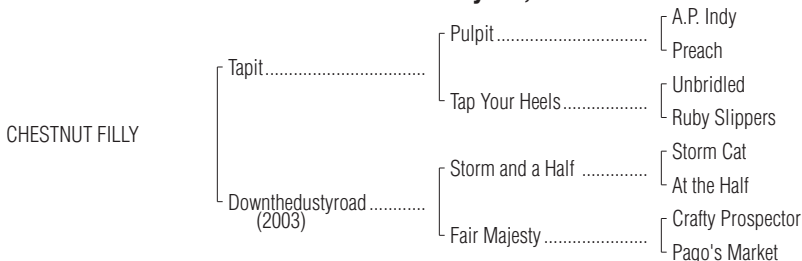 CHESTNUT FILLY
Tapit
Pulpit
A.P. Indy
Preach
Tap Your Heels
Unbridled
Ruby Slippers
Downthedustyroad
(2003)
Storm and a Half
Storm Cat
At the Half
Fair Majesty
Crafty Prospector
Pago's Market